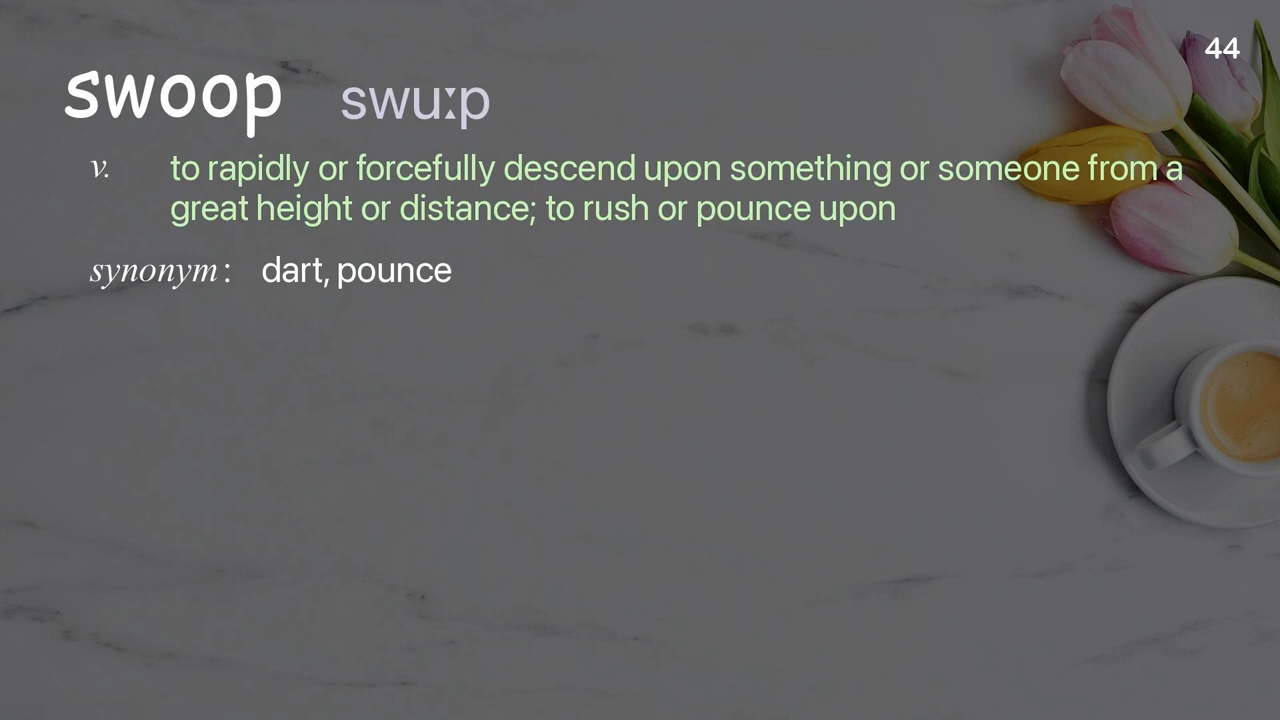 44
swoop swuːp
v. to rapidly or forcefully descend upon something or someone from a
great height or distance; to rush or pounce upon
synonym: dart, pounce